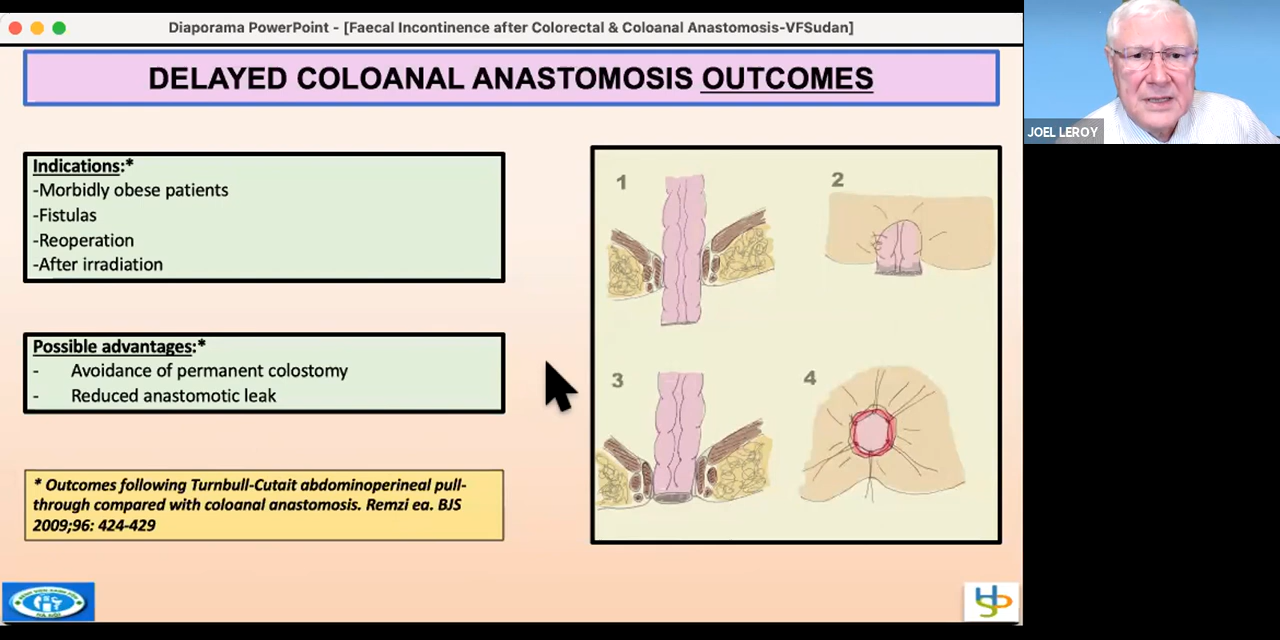 Diaporama PowerPoint - [Faecal Incontinence after Colorectal & Coloanal Anastomosis-VFSudan]
DELAYED COLOANAL ANASTOMOSIS OUTCOMES
JOEL LEROY
Indications:*
-Morbidly obese patients
-Fistulas
-Reoperation
-After irradiation
Possible advantages:*
- Avoidance of permanent colostomy
- Reduced anastomotic leak
* Outcomes following Turnbull-Cutait abdominoperineal pull-
through compared with coloanal anastomosis. Remzi ea. BJS
2009;96: 424-429
1
2
3
4